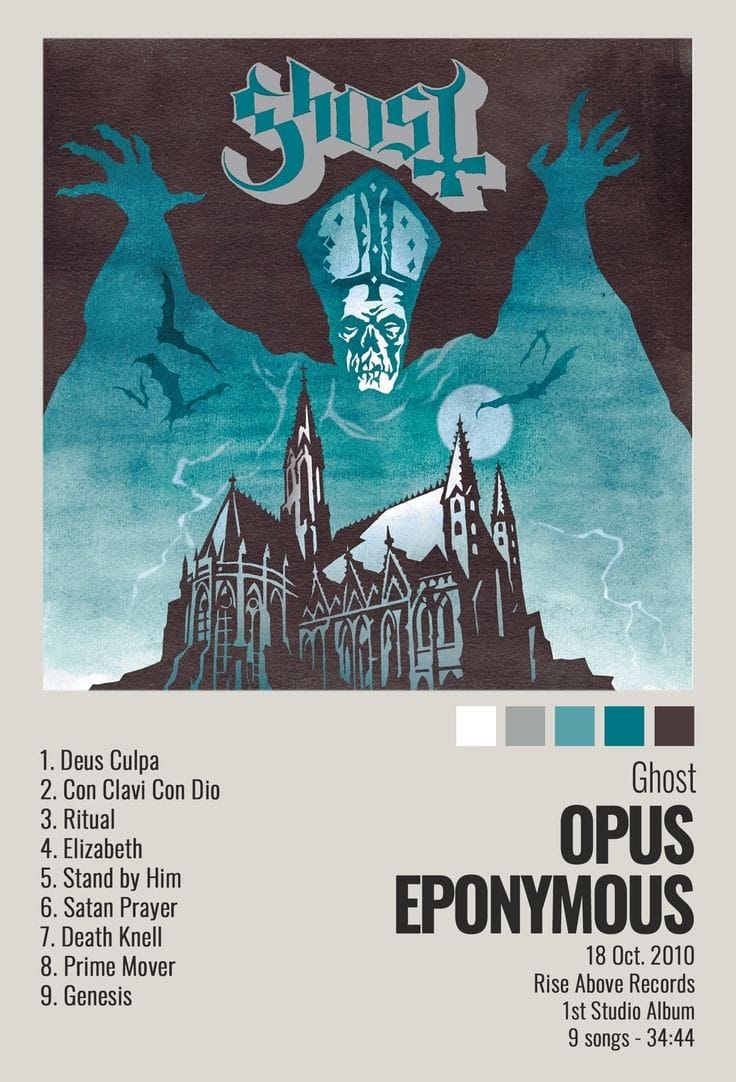 Ghost
1. Deus Culpa
2. Con Clavi Con Dio
3. Ritual
4. Elizabeth
5. Stand by Him
6. Satan Prayer
7. Death Knell
8. Prime Mover
9. Genesis
Ghost
OPUS
EPONYMOUS
18 Oct. 2010
Rise Above Records
1st Studio Album
9 songs - 34:44